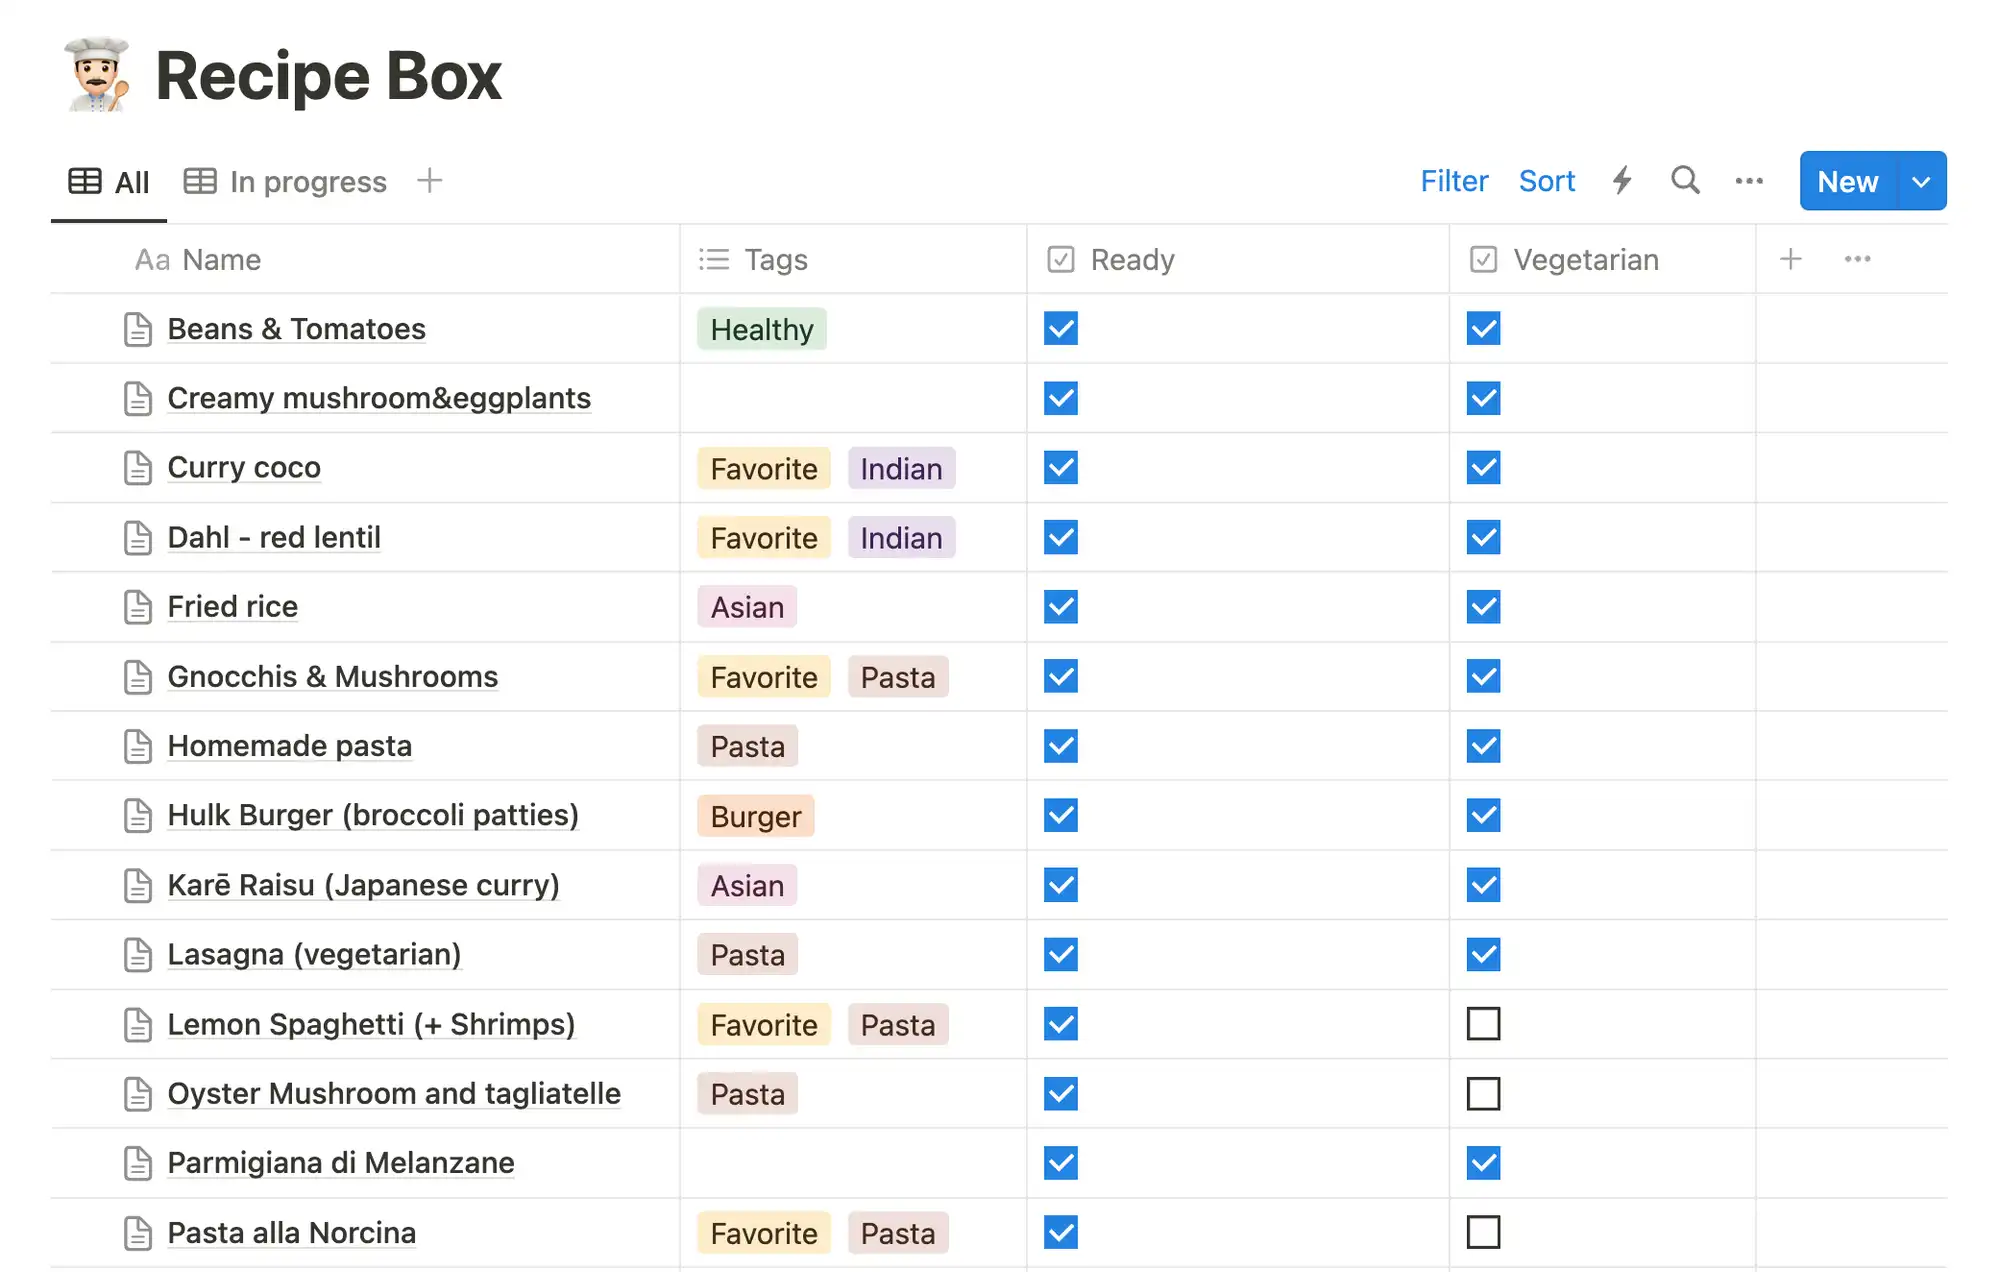 Recipe Box
All In progress
Filter Sort New
Aa Name Tags Ready Vegetarian
Beans & Tomatoes Healthy
Creamy mushroom&eggplants
Curry coco Favorite Indian
Dahl - red lentil Favorite Indian
Fried rice Asian
Gnocchis & Mushrooms Favorite Pasta
Homemade pasta Pasta
Hulk Burger (broccoli patties) Burger
Karē Raisu (Japanese curry) Asian
Lasagna (vegetarian) Pasta
Lemon Spaghetti (+ Shrimps) Favorite Pasta
Oyster Mushroom and tagliatelle Pasta
Parmigiana di Melanzane
Pasta alla Norcina Favorite Pasta